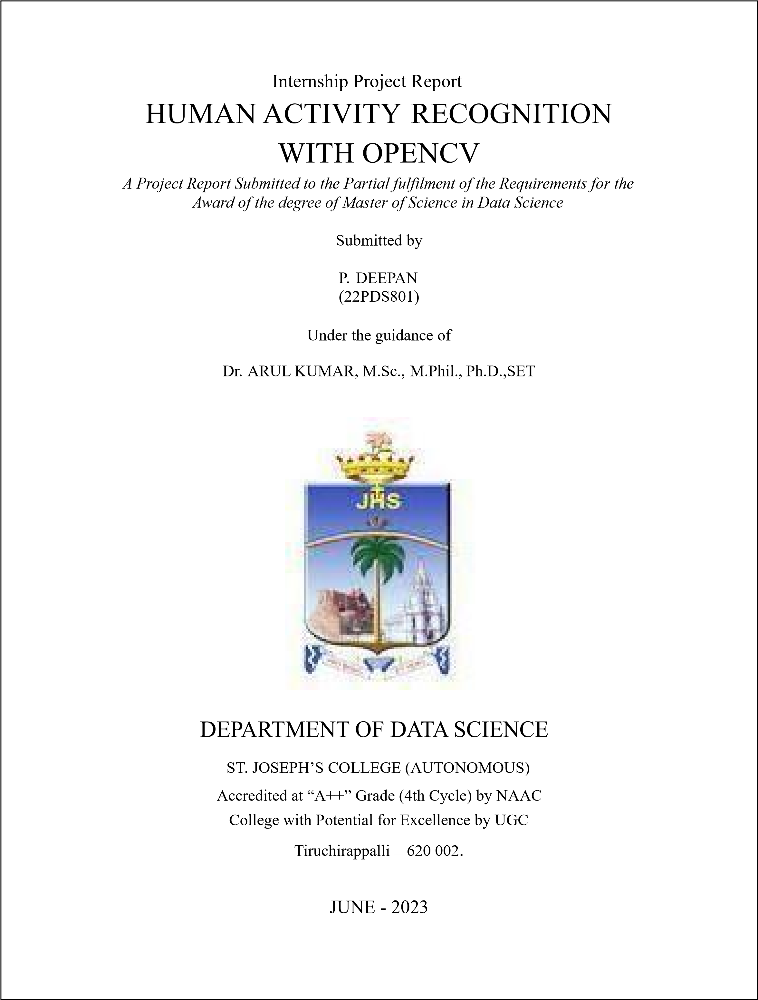 Internship Project Report
HUMAN ACTIVITY RECOGNITION
WITH OPENCV
A Project Report Submitted to the Partial fulfilment of the Requirements for the
Award of the degree of Master of Science in Data Science
Submitted by
P. DEEPAN
(22PDS801)
Under the guidance of
Dr. ARUL KUMAR, M.Sc., M.Phil., Ph.D.,SET
JHS
DEPARTMENT OF DATA SCIENCE
ST. JOSEPH’S COLLEGE (AUTONOMOUS)
Accredited at “A++” Grade (4th Cycle) by NAAC
College with Potential for Excellence by UGC
Tiruchirappalli – 620 002.
JUNE - 2023